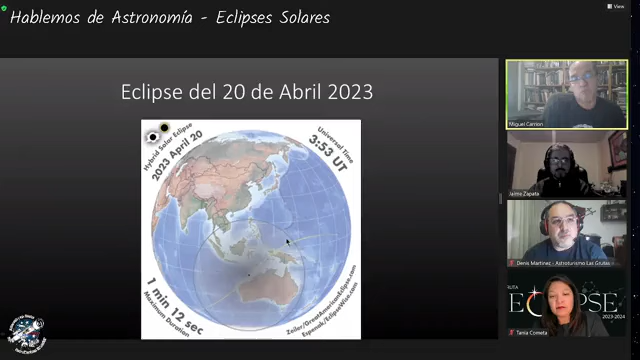 Hablemos de Astronomía - Eclipses Solares
View
Eclipse del 20 de Abril 2023
Hybrid Solar Eclipse
2023 April 20
Universal Time
3:53 UT
1 min 12 sec
Maximum Duration
Zeiler/GreatAmericanEclipse.com
Espenak/EclipseWise.com
Miguel Carrion
Jaime Zapata
Denis Martinez - Astroturismo Las Grutas
RUTA
ECLIPSE
2023-2024
Tania Cometa